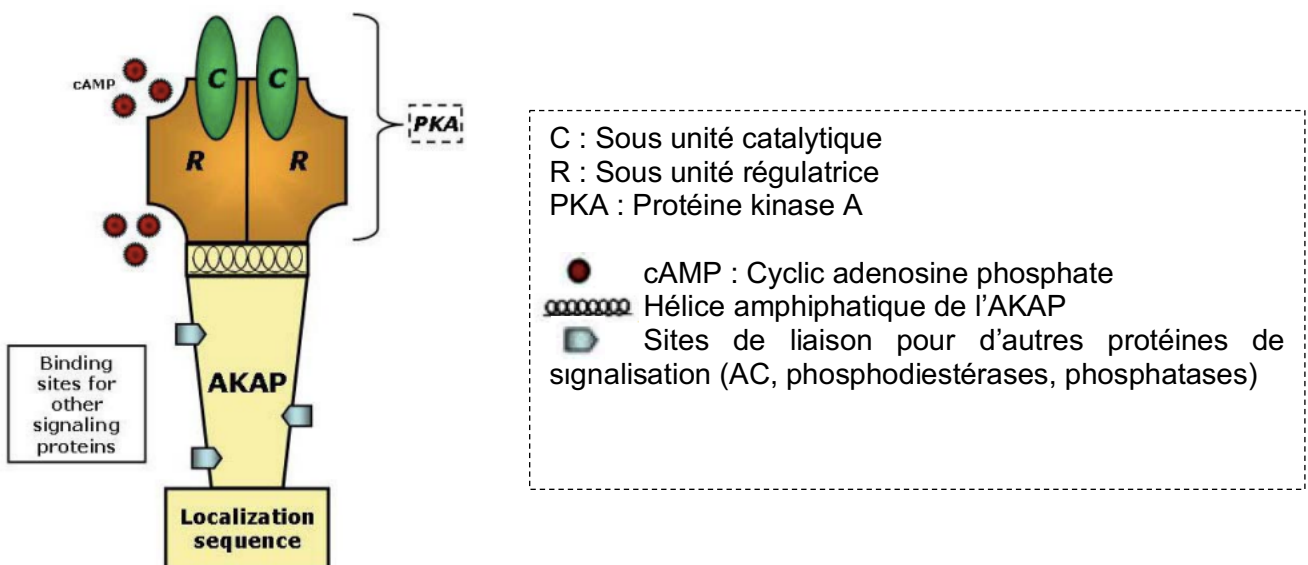 cAMP
C
C
R
R
PKA
AKAP
Binding
sites for
other
signaling
proteins
Localization
sequence
C : Sous unité catalytique
R : Sous unité régulatrice
PKA : Protéine kinase A
cAMP : Cyclic adenosine phosphate
Hélice amphiphatique de l’AKAP
Sites de liaison pour d’autres protéines de
signalisation (AC, phosphodiestérases, phosphatases)